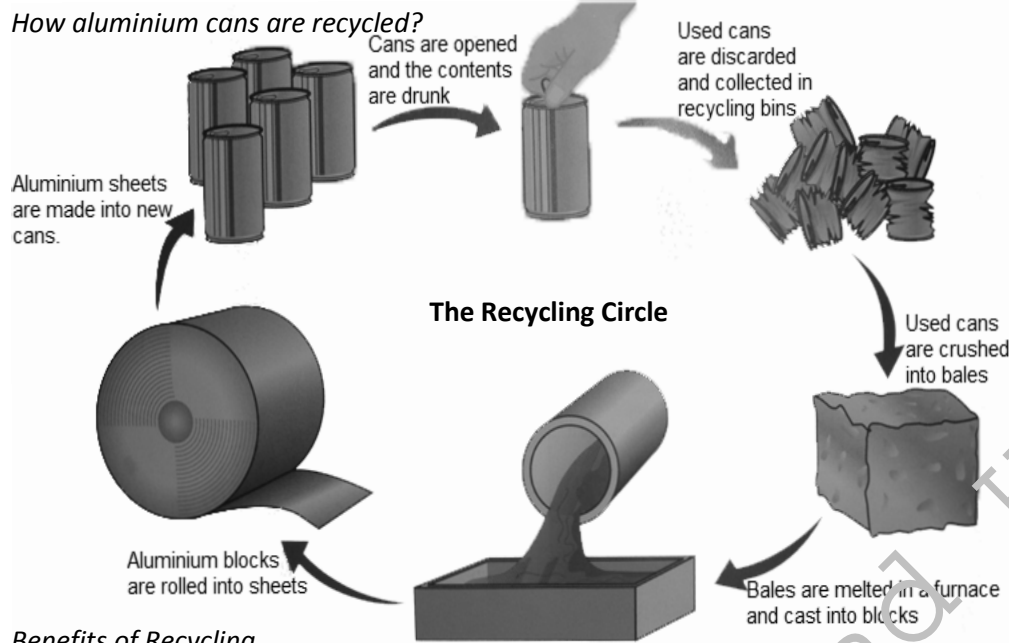 How aluminium cans are recycled?
Cans are opened
and the contents
are drunk
Used cans
are discarded
and collected in
recycling bins
Used cans
are crushed
into bales
Bales are melted in a furnace
and cast into blocks
Aluminium blocks
are rolled into sheets
Aluminium sheets
are made into new
cans.
The Recycling Circle
Benefits of Recycling